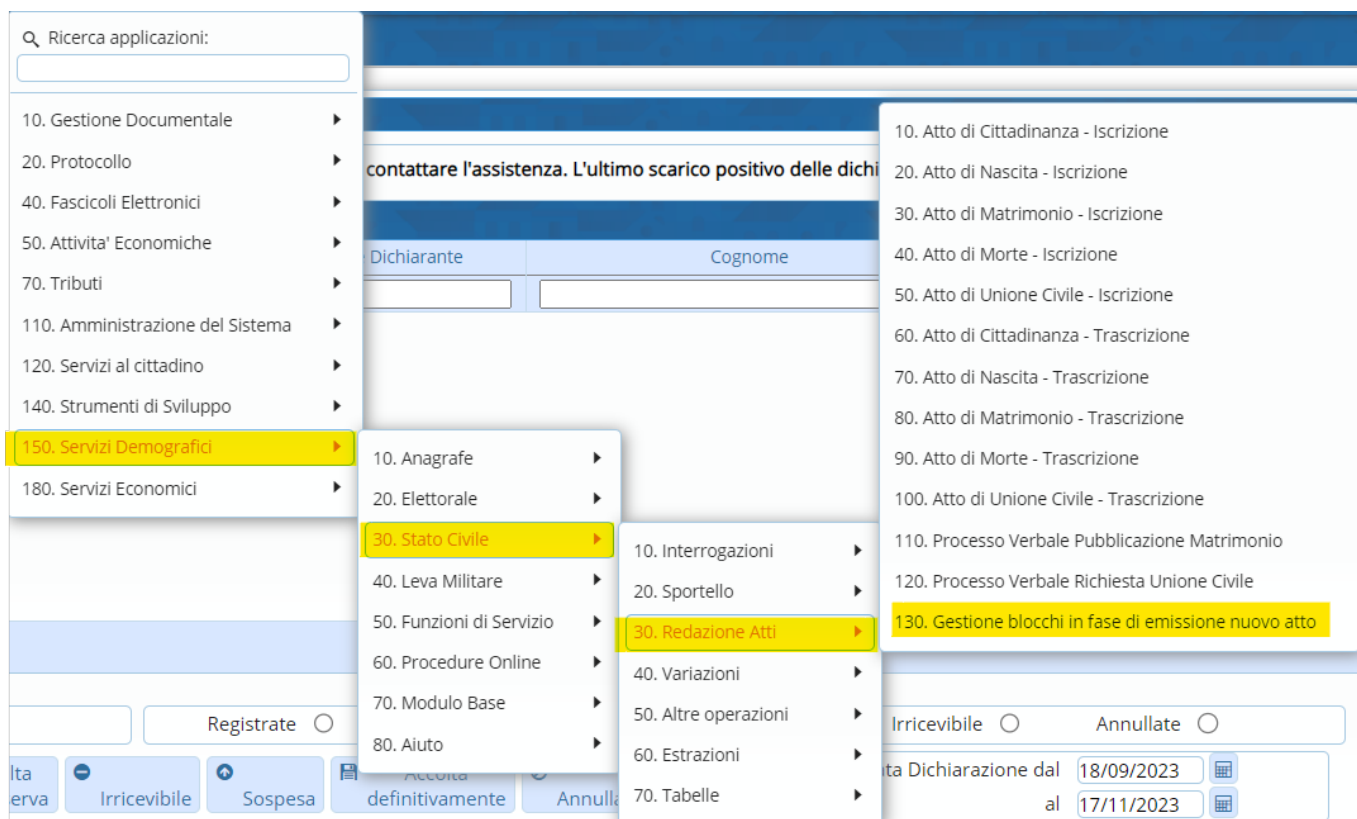 Ricerca applicazioni:
10. Gestione Documentale
20. Protocollo
40. Fascicoli Elettronici
50. Attivita' Economiche
70. Tributi
110. Amministrazione del Sistema
120. Servizi al cittadino
140. Strumenti di Sviluppo
150. Servizi Demografici
180. Servizi Economici
contattare l'assistenza. L'ultimo scarico positivo delle dichi
Dichiarante
Cognome
10. Anagrafe
20. Elettorale
30. Stato Civile
40. Leva Militare
50. Funzioni di Servizio
60. Procedure Online
70. Modulo Base
80. Aiuto
10. Interrogazioni
20. Sportello
30. Redazione Atti
40. Variazioni
50. Altre operazioni
60. Estrazioni
70. Tabelle
10. Atto di Cittadinanza - Iscrizione
20. Atto di Nascita - Iscrizione
30. Atto di Matrimonio - Iscrizione
40. Atto di Morte - Iscrizione
50. Atto di Unione Civile - Iscrizione
60. Atto di Cittadinanza - Trascrizione
70. Atto di Nascita - Trascrizione
80. Atto di Matrimonio - Trascrizione
90. Atto di Morte - Trascrizione
100. Atto di Unione Civile - Trascrizione
110. Processo Verbale Pubblicazione Matrimonio
120. Processo Verbale Richiesta Unione Civile
130. Gestione blocchi in fase di emissione nuovo atto
Registrate
Irricevibile
Annullate
lta
erva
Irricevibile
Sospesa
Accolta
definitivamente
Annulla
ta Dichiarazione dal 18/09/2023
al 17/11/2023